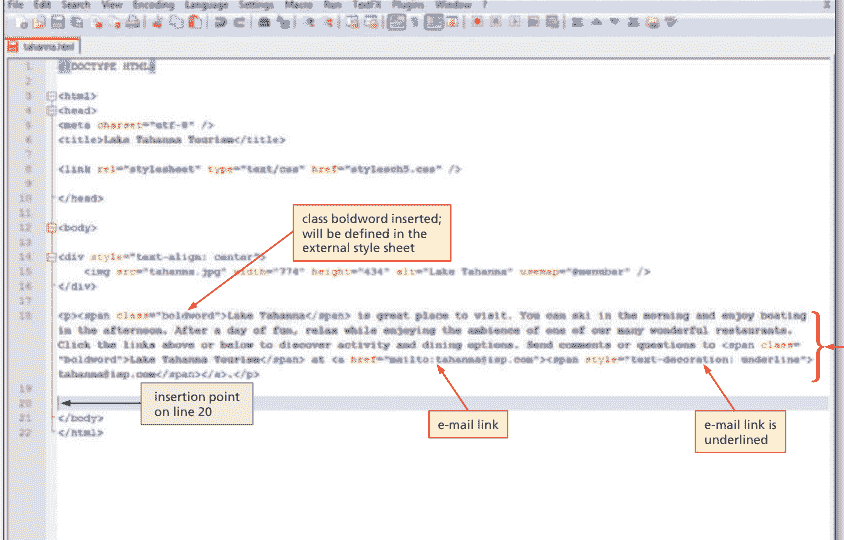 File Edit Search View Encoding Language Settings Macro Run TextFX Plugins Window ? X
tahanna.html
1 <!DOCTYPE HTML>
2
3 <html>
4 <head>
5 <meta charset="utf-8" />
6 <title>Lake Tahanna Tourism</title>
7
8 <link rel="stylesheet" type="text/css" href="stylesch5.css" />
9
10 </head>
11
12 <body>
13
14 <div style="text-align: center">
15 <img src="tahanna.jpg" width="774" height="434" alt="Lake Tahanna" usemap="#menubar" />
16 </div>
17
18 <p><span class="boldword">Lake Tahanna</span> is great place to visit. You can ski in the morning and enjoy boating
in the afternoon. After a day of fun, relax while enjoying the ambience of one of our many wonderful restaurants.
Click the links above or below to discover activity and dining options. Send comments or questions to <span class=
"boldword">Lake Tahanna Tourism</span> at <a href="mailto:tahanna@isp.com"><span style="text-decoration: underline">
tahanna@isp.com</span></a>.</p>
19
20
21 </body>
22 </html>
class boldword inserted;
will be defined in the
external style sheet
insertion point
on line 20
e-mail link
e-mail link is
underlined